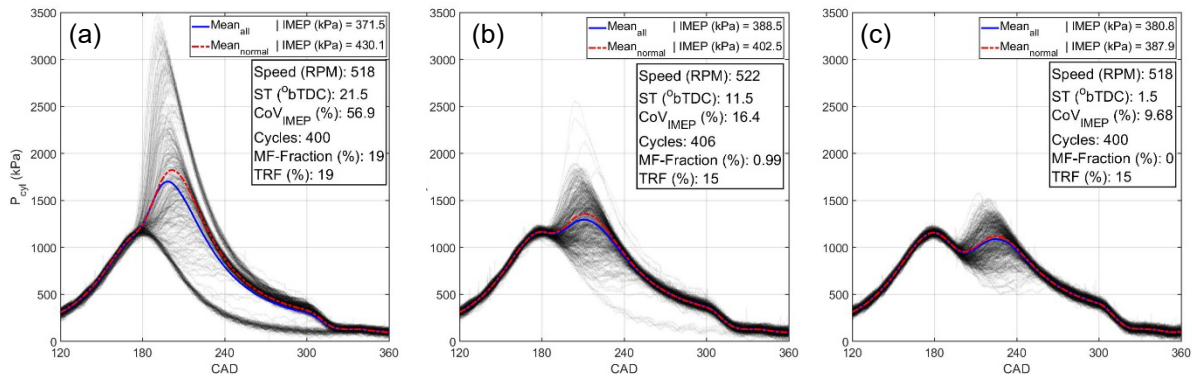 (a)
Mean_all | IMEP (kPa) = 371.5
Mean_normal | IMEP (kPa) = 430.1
Speed (RPM): 518
ST (°bTDC): 21.5
CoV_IMEP (%): 56.9
Cycles: 400
MF-Fraction (%): 19
TRF (%): 19
P_cyl (kPa)
3500
3000
2500
2000
1500
1000
500
0
120 180 240 300 360
CAD
(b)
Mean_all | IMEP (kPa) = 388.5
Mean_normal | IMEP (kPa) = 402.5
Speed (RPM): 522
ST (°bTDC): 11.5
CoV_IMEP (%): 16.4
Cycles: 406
MF-Fraction (%): 0.99
TRF (%): 15
3500
3000
2500
2000
1500
1000
500
0
120 180 240 300 360
CAD
(c)
Mean_all | IMEP (kPa) = 380.8
Mean_normal | IMEP (kPa) = 387.9
Speed (RPM): 518
ST (°bTDC): 1.5
CoV_IMEP (%): 9.68
Cycles: 400
MF-Fraction (%): 0
TRF (%): 15
3500
3000
2500
2000
1500
1000
500
0
120 180 240 300 360
CAD